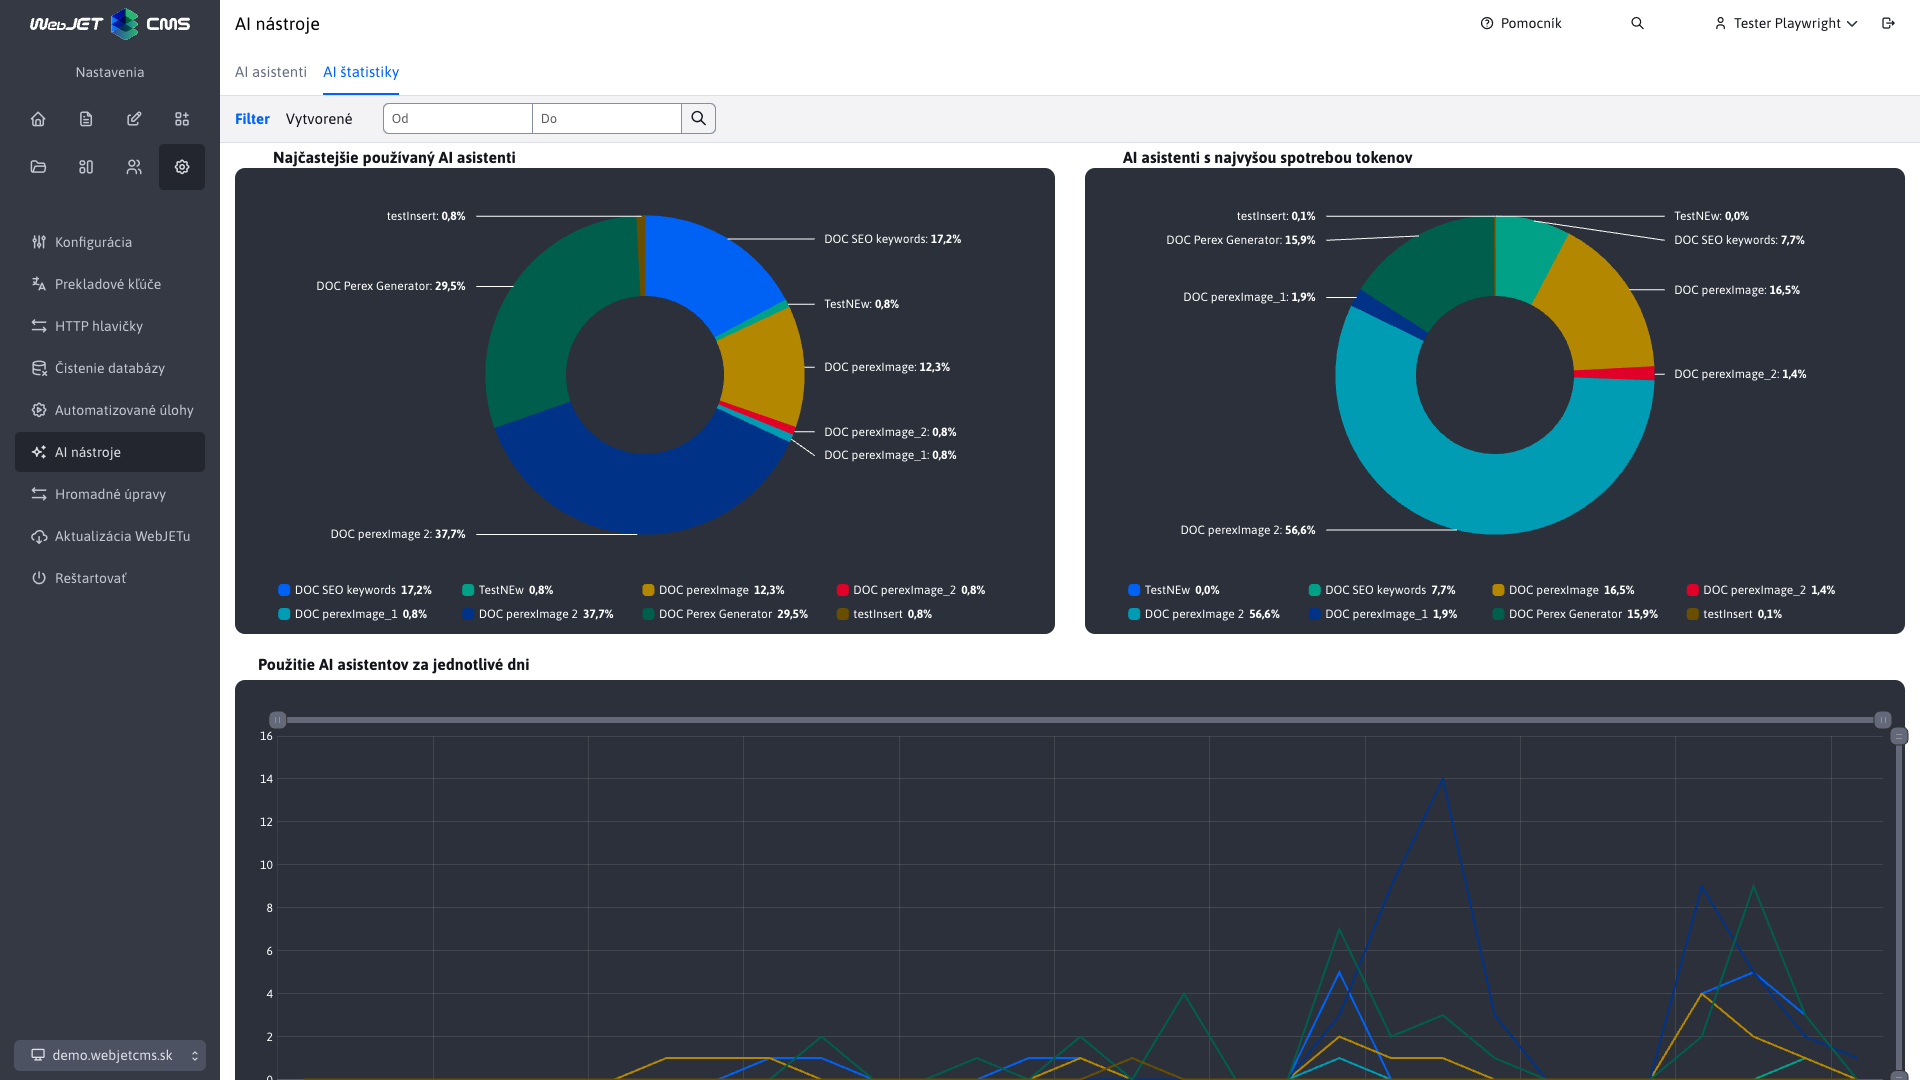 WebJET CMS
Nastavenia
Konfigurácia
Prekladové kľúče
HTTP hlavičky
Čistenie databázy
Automatizované úlohy
AI nástroje
Hromadné úpravy
Aktualizácia WebJETu
Reštartovať
demo.webjetcms.sk
AI nástroje
Pomocník
Tester Playwright
AI asistenti
AI štatistiky
Filter
Vytvorené
Od
Do
Najčastejšie používaný AI asistenti
testInsert: 0,8%
DOC SEO keywords: 17,2%
DOC Perex Generator: 29,5%
TestNEw: 0,8%
DOC perexImage: 12,3%
DOC perexImage_2: 0,8%
DOC perexImage_1: 0,8%
DOC perexImage 2: 37,7%
DOC SEO keywords 17,2%
TestNEw 0,8%
DOC perexImage 12,3%
DOC perexImage_2 0,8%
DOC perexImage_1 0,8%
DOC perexImage 2 37,7%
DOC Perex Generator 29,5%
testInsert 0,8%
AI asistenti s najvyšou spotrebou tokenov
testInsert: 0,1%
TestNEw: 0,0%
DOC Perex Generator: 15,9%
DOC SEO keywords: 7,7%
DOC perexImage_1: 1,9%
DOC perexImage: 16,5%
DOC perexImage_2: 1,4%
DOC perexImage 2: 56,6%
TestNEw 0,0%
DOC SEO keywords 7,7%
DOC perexImage 16,5%
DOC perexImage_2 1,4%
DOC perexImage 2 56,6%
DOC perexImage_1 1,9%
DOC Perex Generator 15,9%
testInsert 0,1%
Použitie AI asistentov za jednotlivé dni
16
14
12
10
8
6
4
2
0